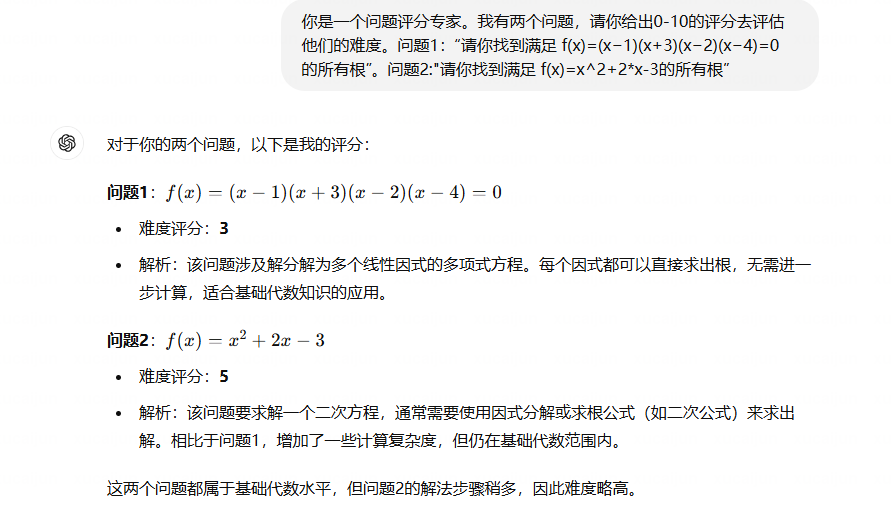 你是一个问题评分专家。我有两个问题，请你给出0-10的评分去评估
他们的难度。问题1：“请你找到满足 f(x)=(x−1)(x+3)(x−2)(x−4)=0
的所有根”。问题2:"请你找到满足 f(x)=x^2+2*x-3的所有根”
对于你的两个问题，以下是我的评分：
问题1：f(x) = (x − 1)(x + 3)(x − 2)(x − 4) = 0
• 难度评分：3
• 解析：该问题涉及解分解为多个线性因式的多项式方程。每个因式都可以直接求出根，无需进一
步计算，适合基础代数知识的应用。
问题2：f(x) = x² + 2x − 3
• 难度评分：5
• 解析：该问题要求解一个二次方程，通常需要使用因式分解或求根公式（如二次公式）来求出
解。相比于问题1，增加了一些计算复杂度，但仍在基础代数范围内。
这两个问题都属于基础代数水平，但问题2的解法步骤稍多，因此难度略高。